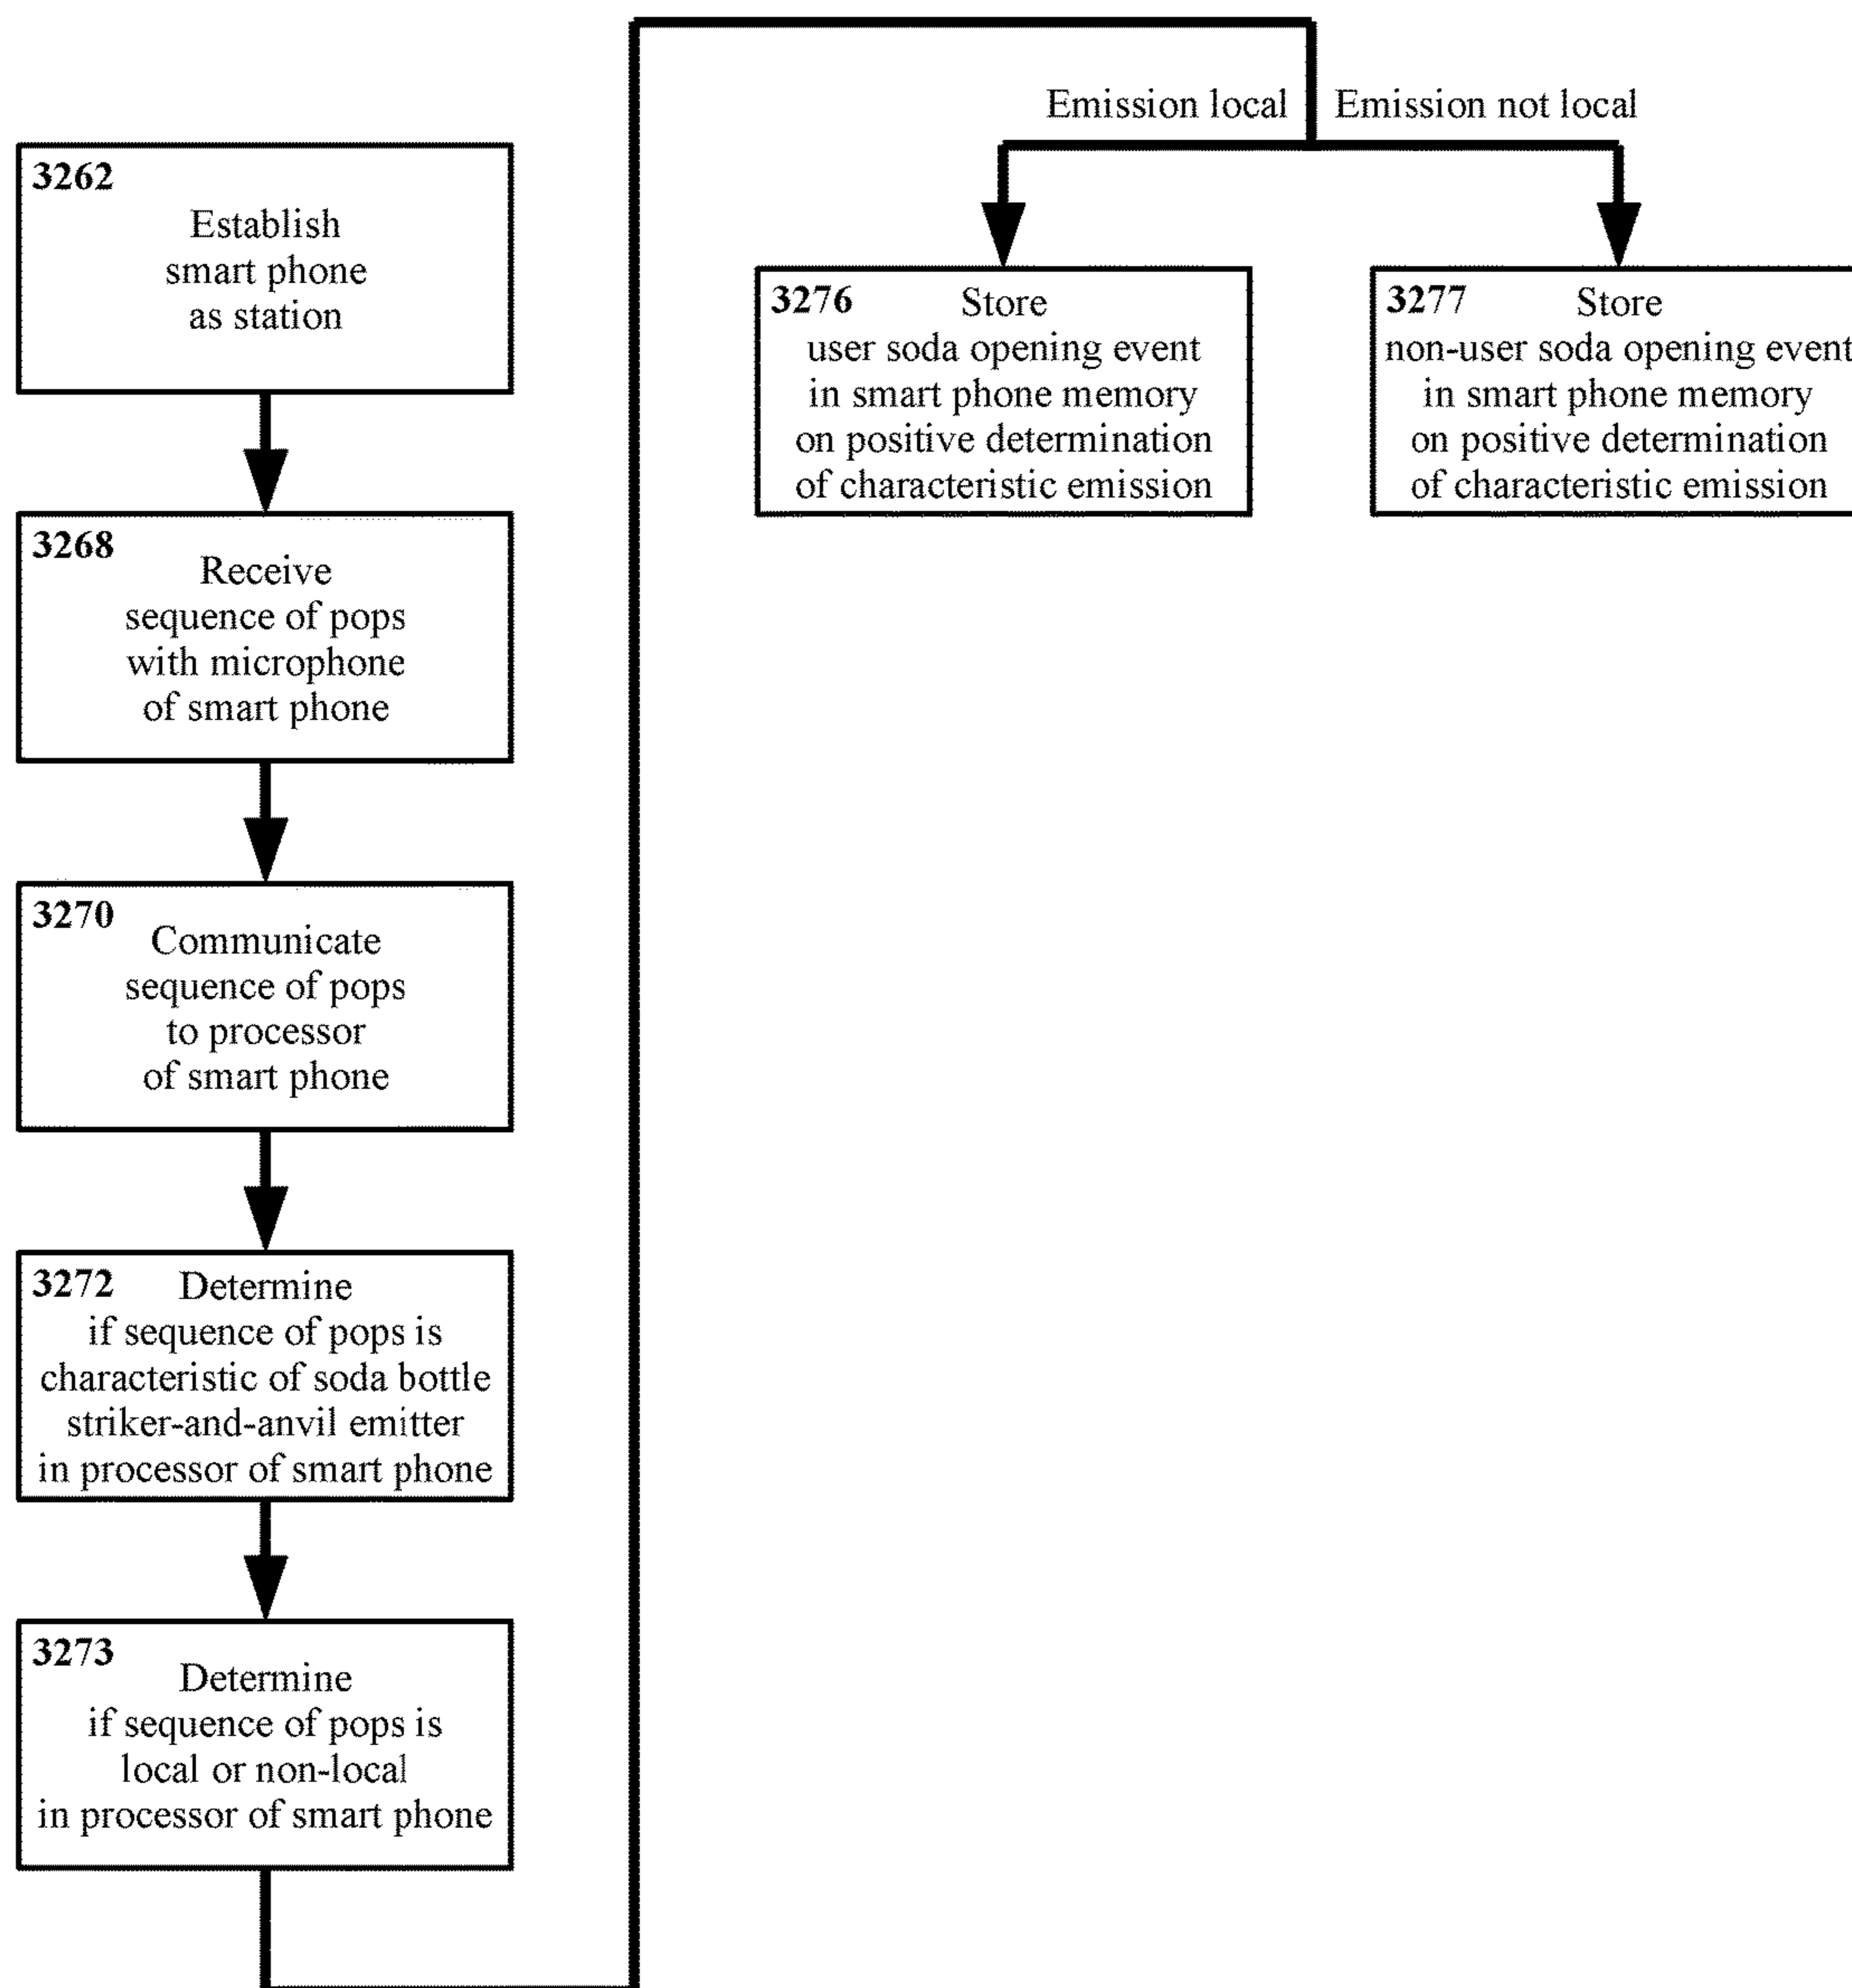 3262
Establish
smart phone
as station
3268
Receive
sequence of pops
with microphone
of smart phone
3270
Communicate
sequence of pops
to processor
of smart phone
3272 Determine
if sequence of pops is
characteristic of soda bottle
striker-and-anvil emitter
in processor of smart phone
3273
Determine
if sequence of pops is
local or non-local
in processor of smart phone
Emission local
Emission not local
3276 Store
user soda opening event
in smart phone memory
on positive determination
of characteristic emission
3277 Store
non-user soda opening event
in smart phone memory
on positive determination
of characteristic emission